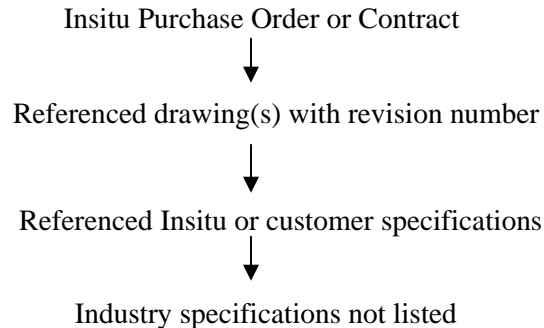 Insitu Purchase Order or Contract
Referenced drawing(s) with revision number
Referenced Insitu or customer specifications
Industry specifications not listed